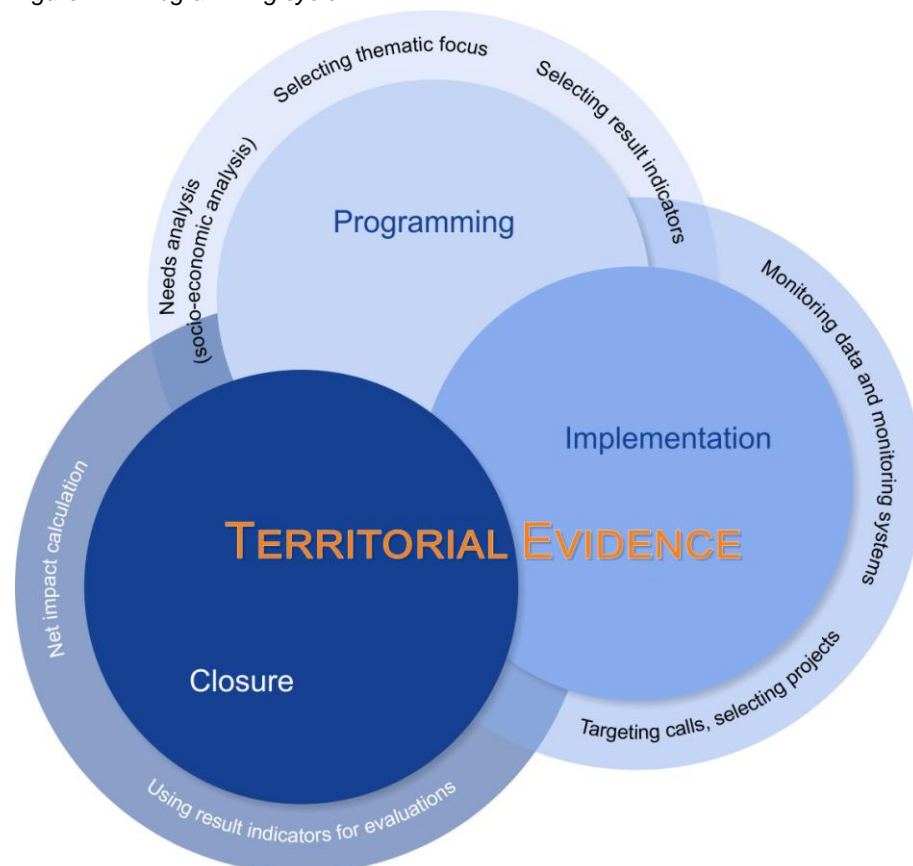 Selecting thematic focus
Selecting result indicators
Needs analysis
(socio-economic analysis)
Programming
Monitoring data and monitoring systems
Implementation
TERRITORIAL EVIDENCE
Net impact calculation
Closure
Targeting calls, selecting projects
Using result indicators for evaluations